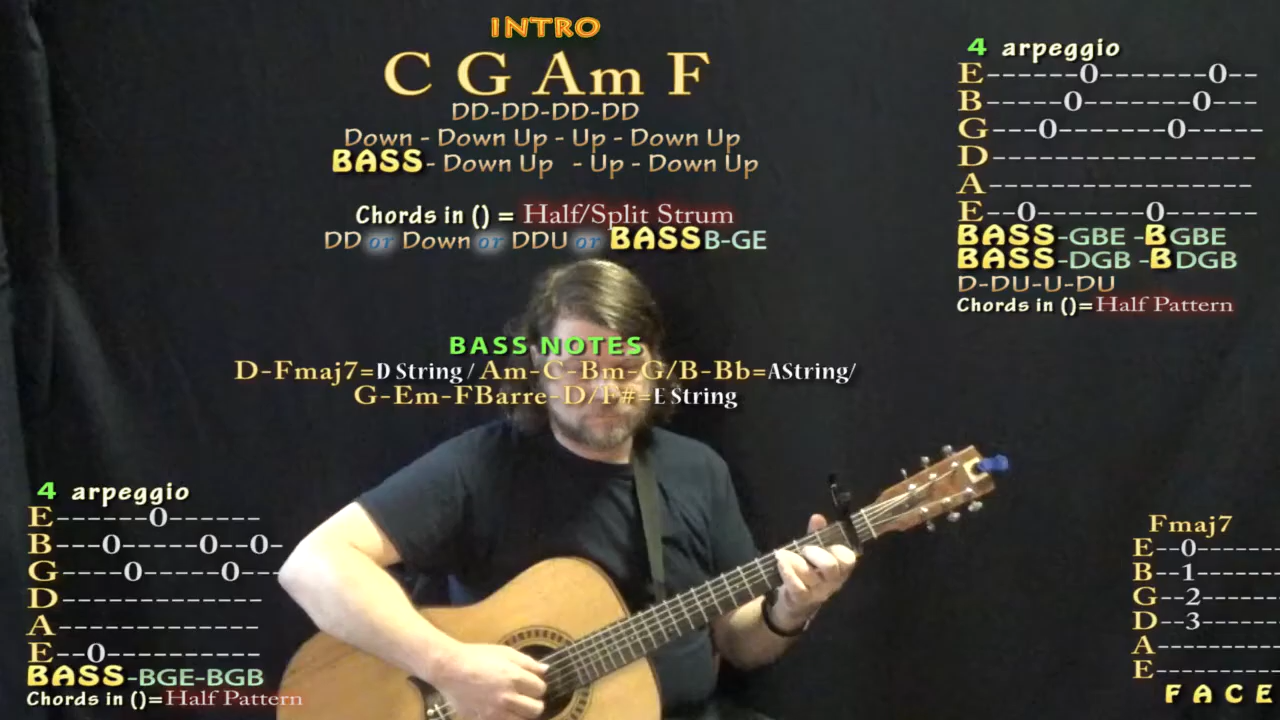 INTRO
C G Am F
DD-DD-DD-DD
Down - Down Up - Up - Down Up
BASS - Down Up - Up - Down Up
Chords in () = Half/Split Strum
DD or Down or DDU or BASS B-GE
BASS NOTES
D-Fmaj7=D String / Am-C-Bm-G/B-Bb=AString/
G-Em-FBarre-D/F#=E String
4 arpeggio
E------0-------0--
B-----0-------0---
G---0-------0-----
D-----------------
A-----------------
E--0-------0------
BASS-GBE -BGBE
BASS-DGB -BDGB
D-DU-U-DU
Chords in ()=Half Pattern
4 arpeggio
E------0------
B---0-----0--0-
G----0-----0---
D-------------
A-------------
E--0----------
BASS-BGE-BGB
Chords in ()=Half Pattern
Fmaj7
E--0-----
B--1-----
G--2-----
D--3-----
A--------
E--------
F A C E